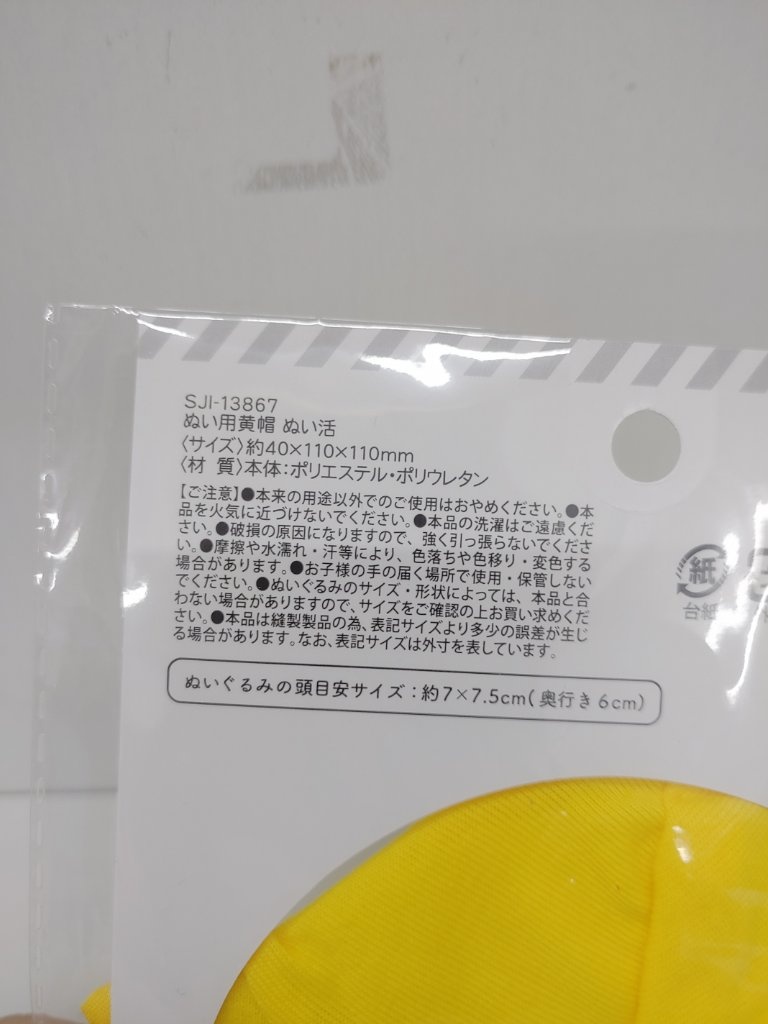 SJI-13867
ぬい用黄帽 ぬい活
〈サイズ〉約40×110×110mm
〈材 質〉本体：ポリエステル・ポリウレタン
【ご注意】●本来の用途以外でのご使用はおやめください。●本
品を火気に近づけないでください。●本品の洗濯はご遠慮くだ
さい。●破損の原因になりますので、強く引っ張らないでくださ
い。●摩擦や水濡れ・汗等により、色落ちや色移り・変色する
場合があります。●お子様の手の届く場所で使用・保管しない
でください。●ぬいぐるみのサイズ・形状によっては、本品と合
わない場合がありますので、サイズをご確認の上お買い求めくだ
さい。●本品は縫製製品の為、表記サイズより多少の誤差が生じ
る場合があります。なお、表記サイズは外寸を表しています。
紙
台紙
ぬいぐるみの頭目安サイズ：約7×7.5cm(奥行き6cm)